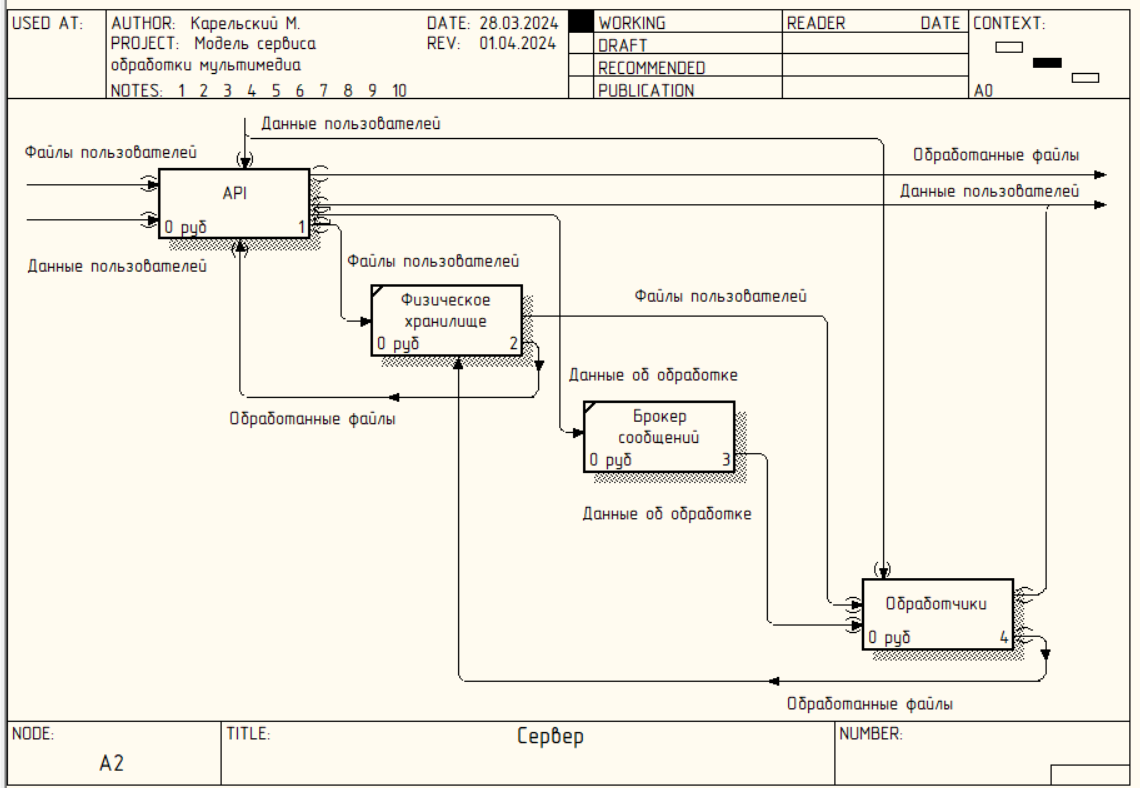 USED AT:
AUTHOR: Карельский М.
DATE: 28.03.2024
PROJECT: Модель сервиса
REV: 01.04.2024
обработки мультимедиа
NOTES: 1 2 3 4 5 6 7 8 9 10
WORKING
DRAFT
RECOMMENDED
PUBLICATION
READER DATE
CONTEXT:
A0
Данные пользователей
Файлы пользователей
Обработанные файлы
API
0 руб 1
Данные пользователей
Данные пользователей
Файлы пользователей
Физическое
хранилище
0 руб 2
Файлы пользователей
Данные об обработке
Обработанные файлы
Брокер
сообщений
0 руб 3
Данные об обработке
Обработчики
0 руб 4
Обработанные файлы
NODE:
A2
TITLE:
Сервер
NUMBER: